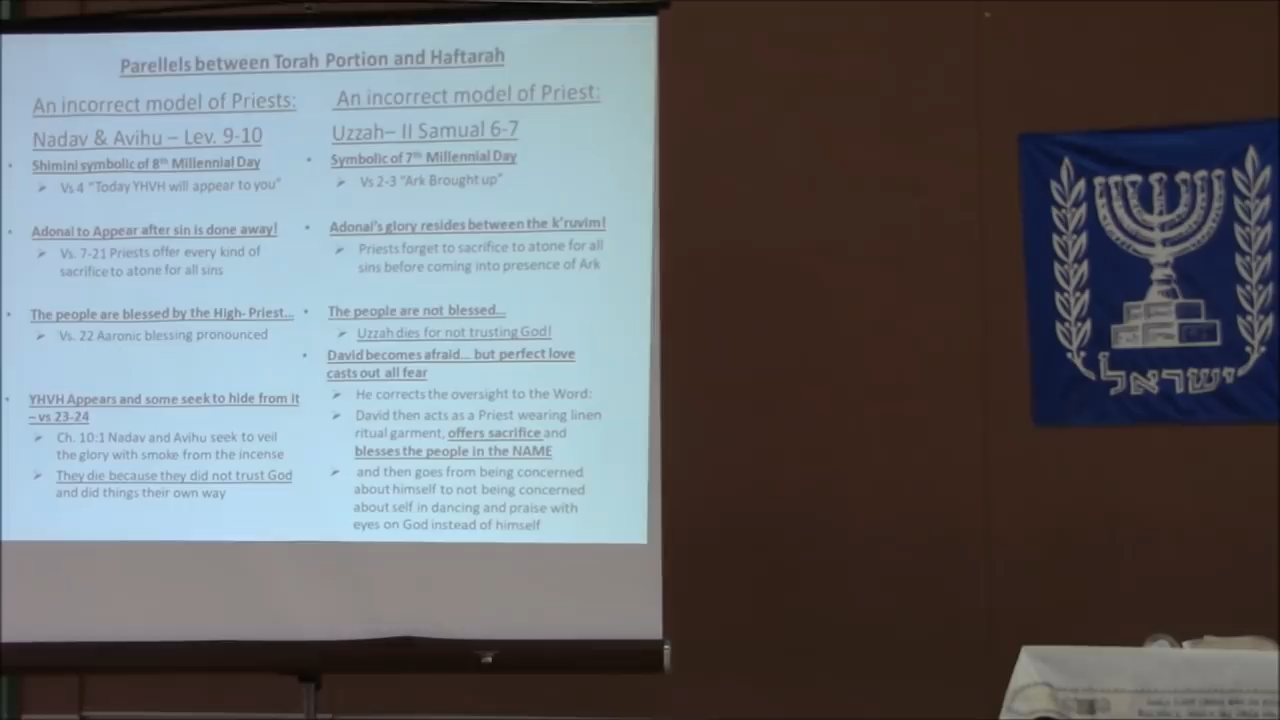 Parellels between Torah Portion and Haftarah
An incorrect model of Priests:
Nadav & Avihu – Lev. 9-10
• Shimini symbolic of 8th Millennial Day
➢ Vs 4 “Today YHVH will appear to you”
• Adonai to Appear after sin is done away!
➢ Vs. 7-21 Priests offer every kind of
sacrifice to atone for all sins
• The people are blessed by the High- Priest…
➢ Vs. 22 Aaronic blessing pronounced
• YHVH Appears and some seek to hide from it
– vs 23-24
➢ Ch. 10:1 Nadav and Avihu seek to veil
the glory with smoke from the incense
➢ They die because they did not trust God
and did things their own way
An incorrect model of Priest:
Uzzah– II Samual 6-7
• Symbolic of 7th Millennial Day
➢ Vs 2-3 “Ark Brought up”
• Adonai’s glory resides between the k’ruvim!
➢ Priests forget to sacrifice to atone for all
sins before coming into presence of Ark
• The people are not blessed…
➢ Uzzah dies for not trusting God!
• David becomes afraid… but perfect love
casts out all fear
➢ He corrects the oversight to the Word:
➢ David then acts as a Priest wearing linen
ritual garment, offers sacrifice and
blesses the people in the NAME
➢ and then goes from being concerned
about himself to not being concerned
about self in dancing and praise with
eyes on God instead of himself
ישראל